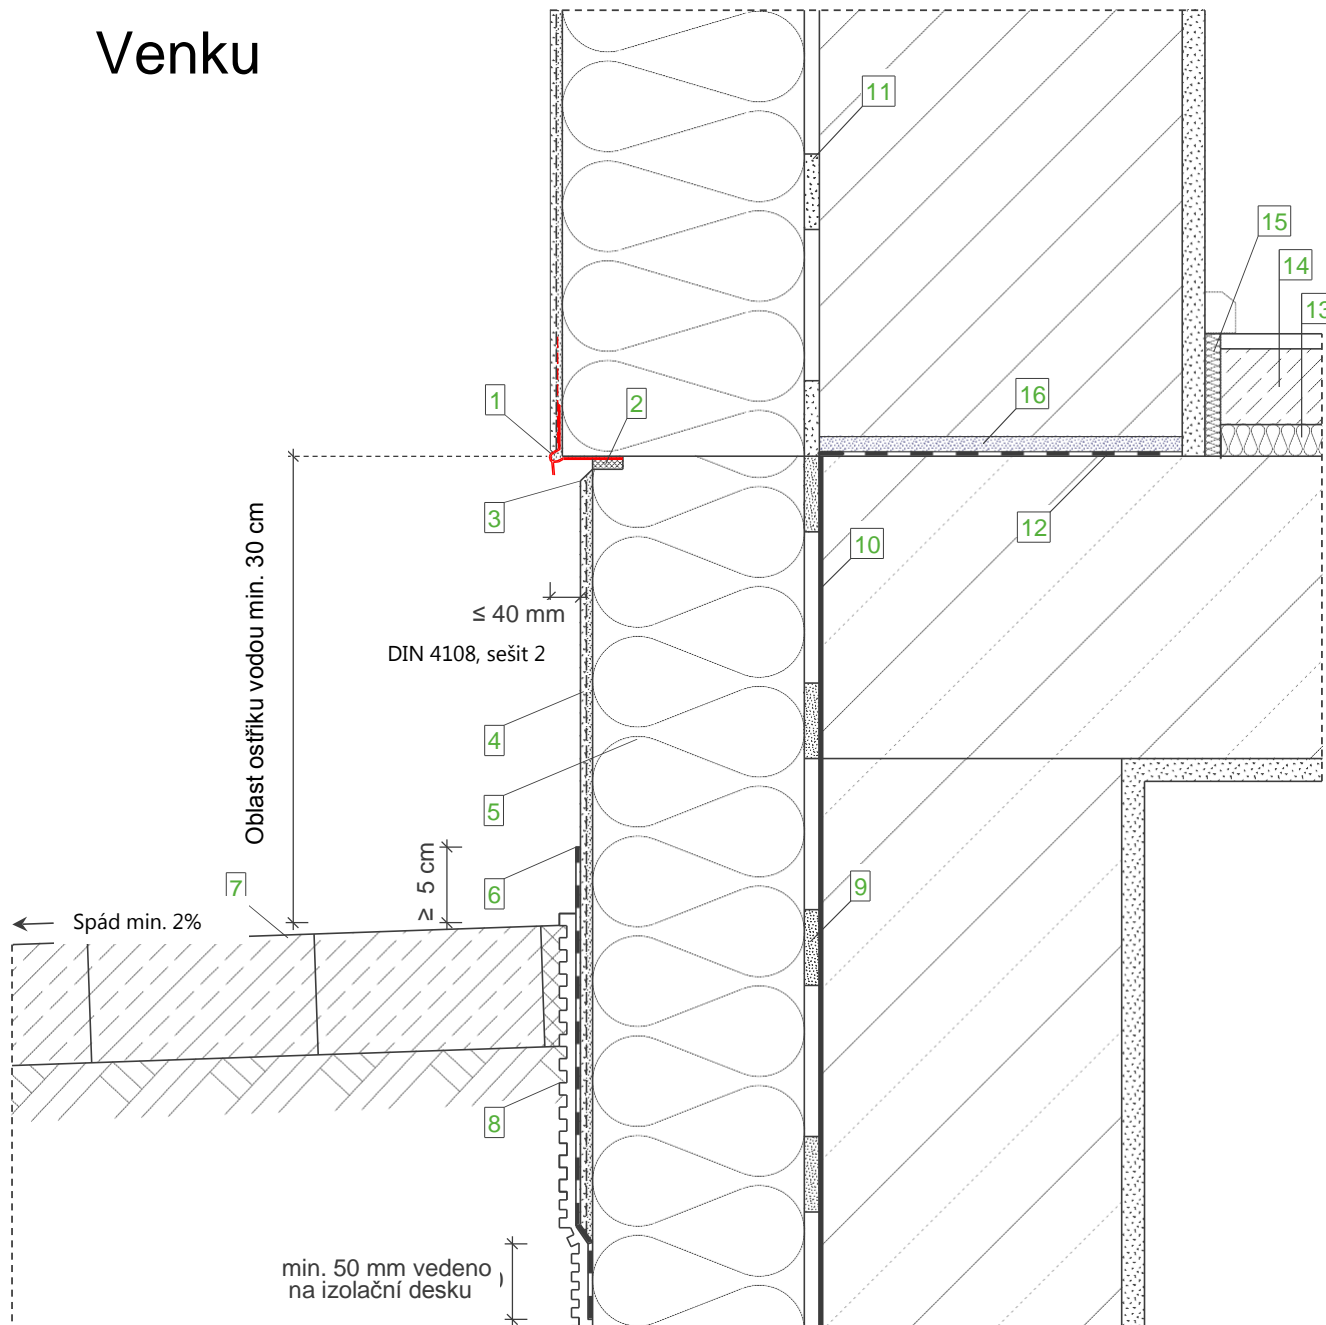 Venku
11
15
14
13
1
2
16
3
12
10
Oblast ostřiku vodou min. 30 cm
≤ 40 mm
DIN 4108, sešit 2
4
5
≥ 5 cm
6
7
9
Spád min. 2%
8
min. 50 mm vedeno
na izolační desku